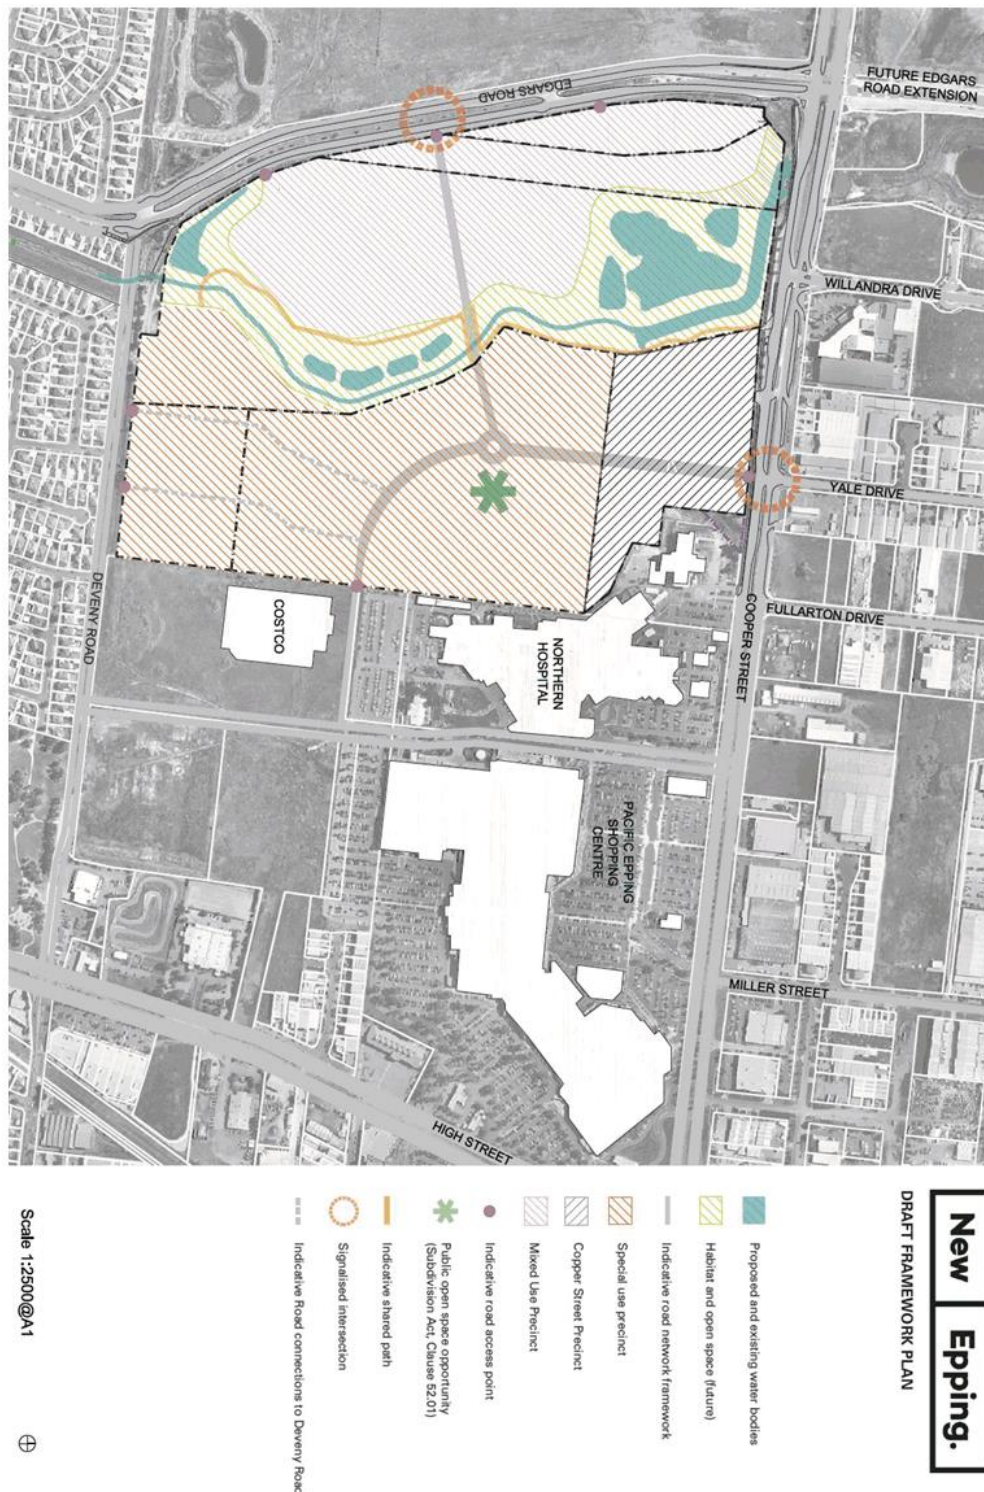 FUTURE EDGARS
ROAD EXTENSION
EDGARS ROAD
WILLANDRA DRIVE
YALE DRIVE
FULLARTON DRIVE
COOPER STREET
DEVENY ROAD
COSTCO
NORTHERN
HOSPITAL
PACIFIC EPPING
SHOPPING
CENTRE
MILLER STREET
HIGH STREET
New Epping.
DRAFT FRAMEWORK PLAN
Proposed and existing water bodies
Habitat and open space (future)
Indicative road network framework
Special use precinct
Copper Street Precinct
Mixed Use Precinct
Indicative road access point
Public open space opportunity
(Subdivision Act, Clause 52.01)
Indicative shared path
Signalised intersection
Indicative Road connections to Deveny Road
Scale 1:2500@A1